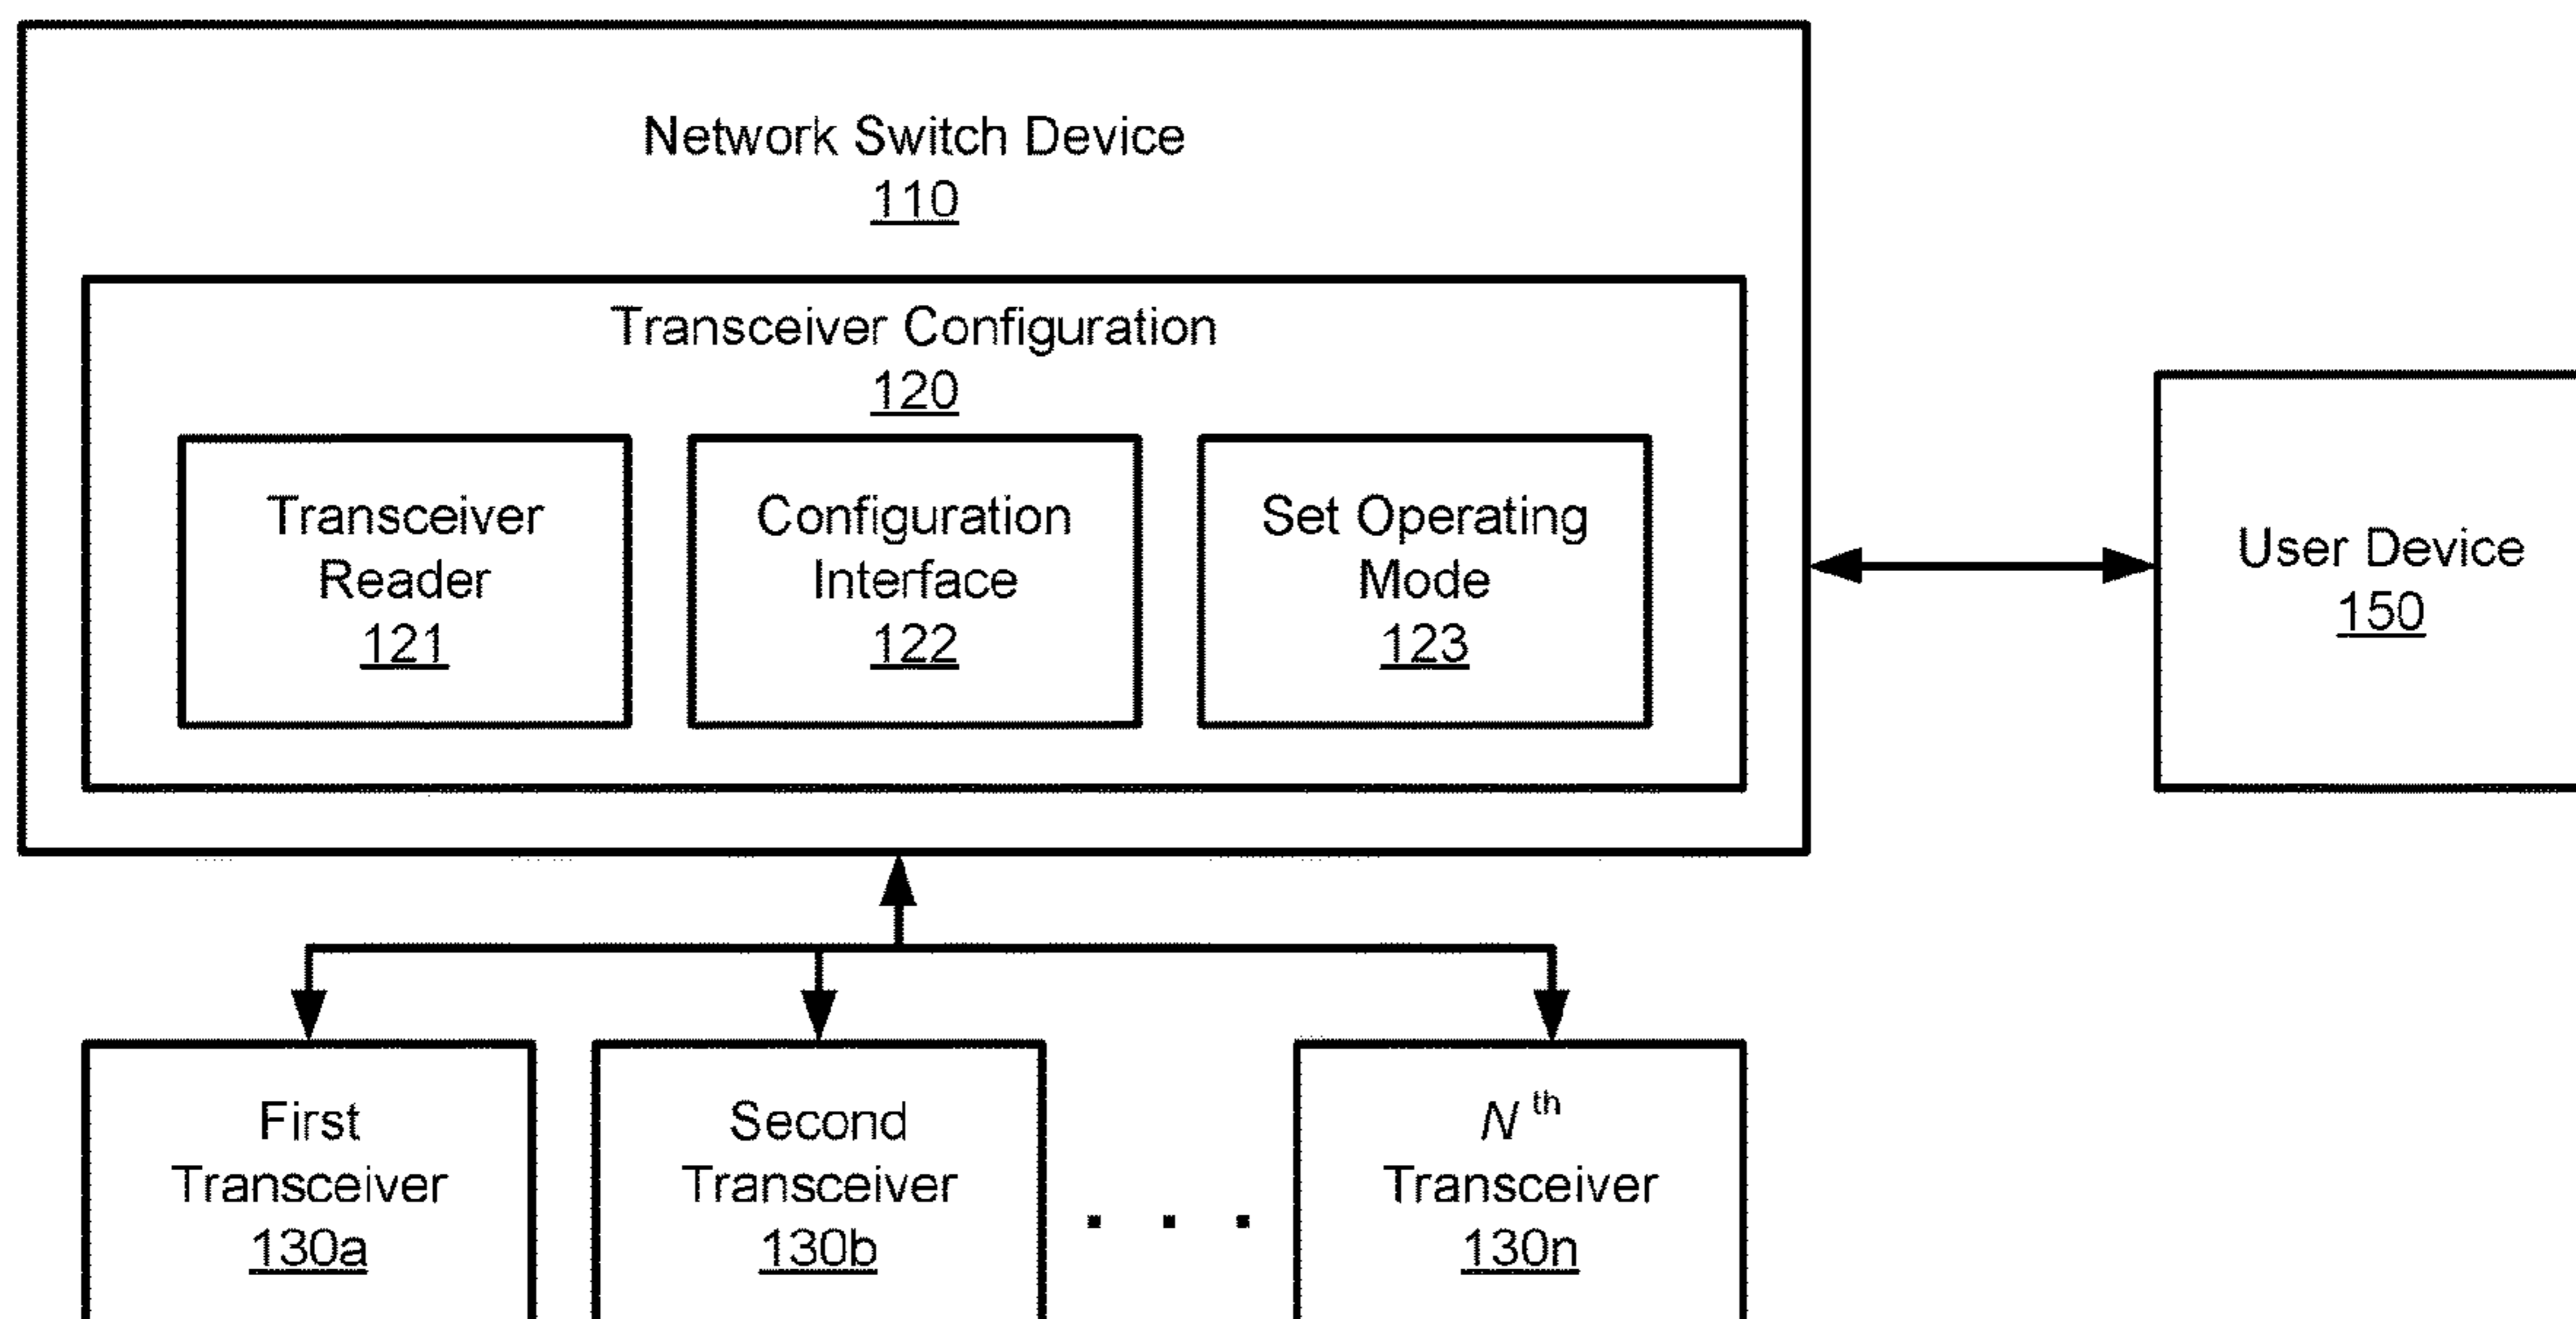 Network Switch Device
110
Transceiver Configuration
120
Transceiver
Reader
121
Configuration
Interface
122
Set Operating
Mode
123
User Device
150
First
Transceiver
130a
Second
Transceiver
130b
. . .
N th
Transceiver
130n